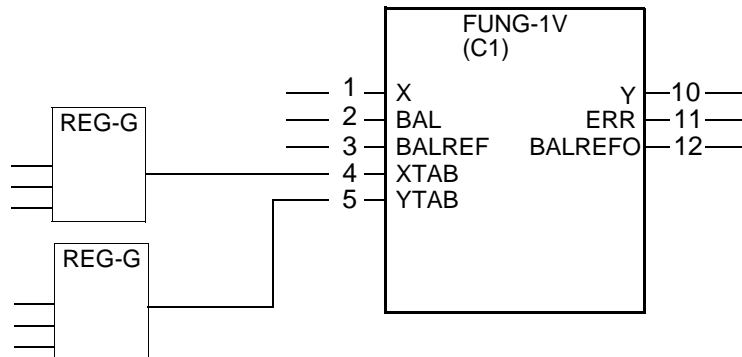 FUNG-1V
(C1)
1 X Y 10
REG-G 2 BAL ERR 11
3 BALREF BALREFO 12
4 XTAB
5 YTAB
REG-G